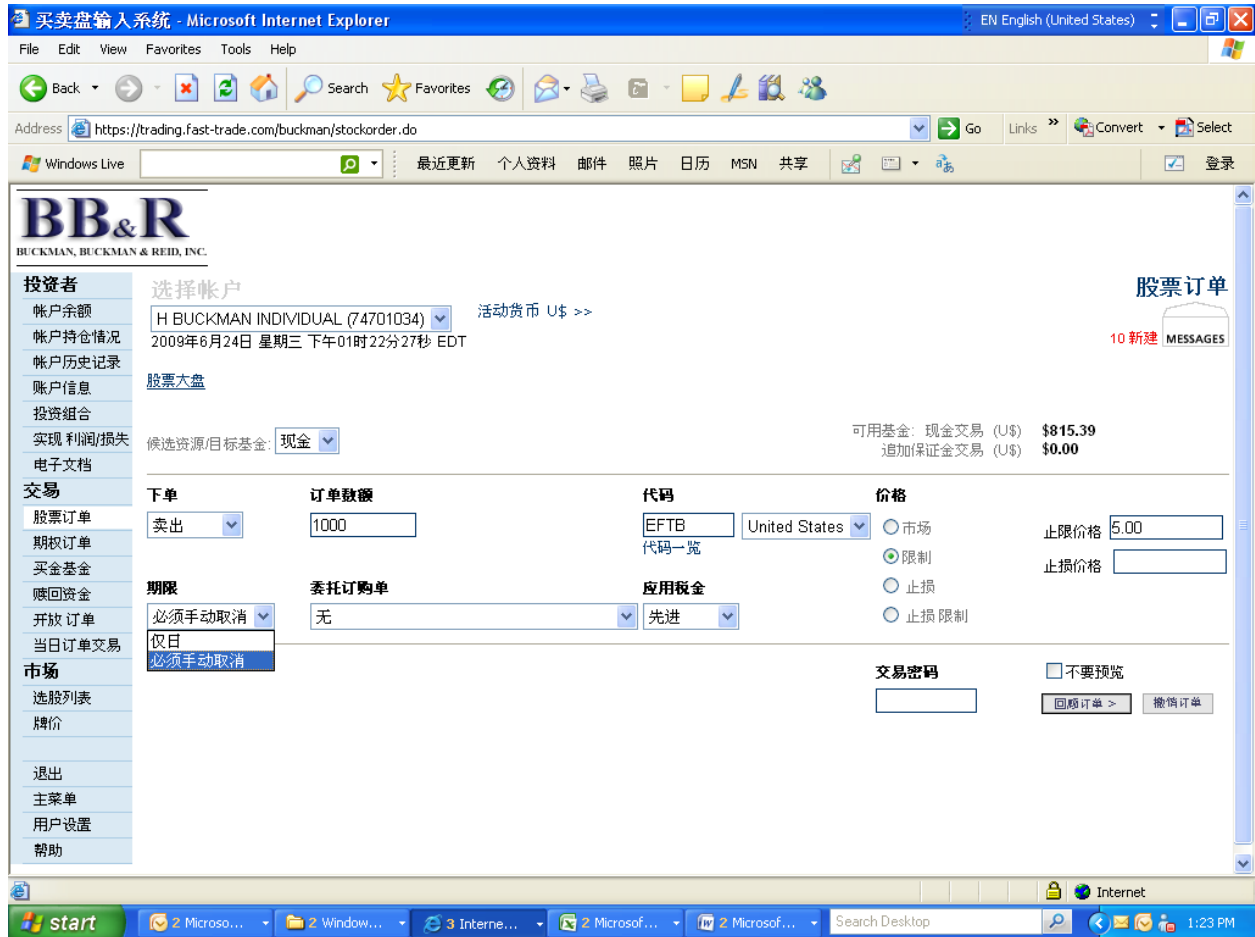 买卖盘输入系统 - Microsoft Internet Explorer
EN English (United States)
File Edit View Favorites Tools Help
Back Search Favorites
Address https://trading.fast-trade.com/buckman/stockorder.do Go Links » Convert Select
Windows Live 最近更新 个人资料 邮件 照片 日历 MSN 共享 登录
BB&R
BUCKMAN, BUCKMAN & REID, INC.
投资者
帐户余额
帐户持仓情况
帐户历史记录
账户信息
投资组合
实现 利润/损失
电子文档
交易
股票订单
期权订单
买金基金
赎回资金
开放 订单
当日订单交易
市场
选股列表
牌价
退出
主菜单
用户设置
帮助
选择帐户
股票订单
H BUCKMAN INDIVIDUAL (74701034) 活动货币 U$ >>
2009年6月24日 星期三 下午01时22分27秒 EDT
10 新建 MESSAGES
股票大盘
候选资源/目标基金: 现金
可用基金: 现金交易 (U$) $815.39
追加保证金交易 (U$) $0.00
下单 订单数额 代码 价格
卖出 1000 EFTB United States 市场 止限价格 5.00
代码一览 限制 止损价格
期限 委托订购单 应用税金 止损
必须手动取消 无 先进 止损 限制
仅日
必须手动取消
交易密码 不要预览
回顾订单 > 撤销订单
Internet
start 2 Microso... 2 Window... 3 Interne... 2 Microsof... 2 Microsof... Search Desktop 1:23 PM